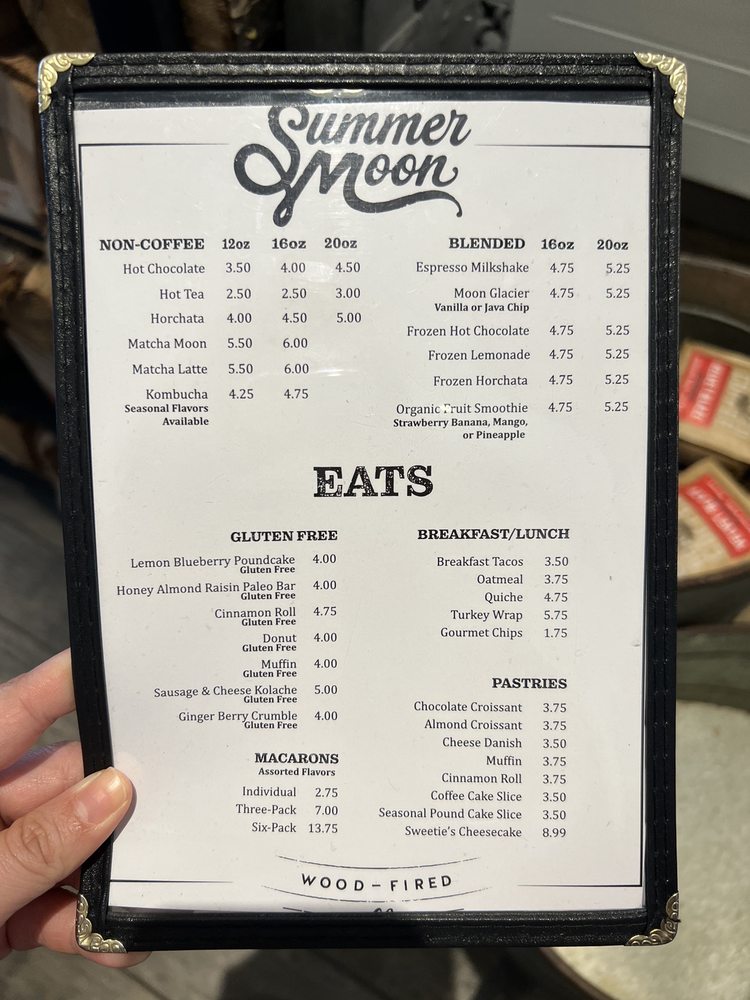 Summer
Moon
NON-COFFEE 12oz 16oz 20oz
Hot Chocolate 3.50 4.00 4.50
Hot Tea 2.50 2.50 3.00
Horchata 4.00 4.50 5.00
Matcha Moon 5.50 6.00
Matcha Latte 5.50 6.00
Kombucha 4.25 4.75
Seasonal Flavors
Available
BLENDED 16oz 20oz
Espresso Milkshake 4.75 5.25
Moon Glacier 4.75 5.25
Vanilla or Java Chip
Frozen Hot Chocolate 4.75 5.25
Frozen Lemonade 4.75 5.25
Frozen Horchata 4.75 5.25
Organic Fruit Smoothie 4.75 5.25
Strawberry Banana, Mango,
or Pineapple
EATS
GLUTEN FREE
Lemon Blueberry Poundcake 4.00
Gluten Free
Honey Almond Raisin Paleo Bar 4.00
Gluten Free
Cinnamon Roll 4.75
Gluten Free
Donut 4.00
Gluten Free
Muffin 4.00
Gluten Free
Sausage & Cheese Kolache 5.00
Gluten Free
Ginger Berry Crumble 4.00
Gluten Free
MACARONS
Assorted Flavors
Individual 2.75
Three-Pack 7.00
Six-Pack 13.75
BREAKFAST/LUNCH
Breakfast Tacos 3.50
Oatmeal 3.75
Quiche 4.75
Turkey Wrap 5.75
Gourmet Chips 1.75
PASTRIES
Chocolate Croissant 3.75
Almond Croissant 3.75
Cheese Danish 3.50
Muffin 3.75
Cinnamon Roll 3.75
Coffee Cake Slice 3.50
Seasonal Pound Cake Slice 3.50
Sweetie's Cheesecake 8.99
WOOD-FIRED